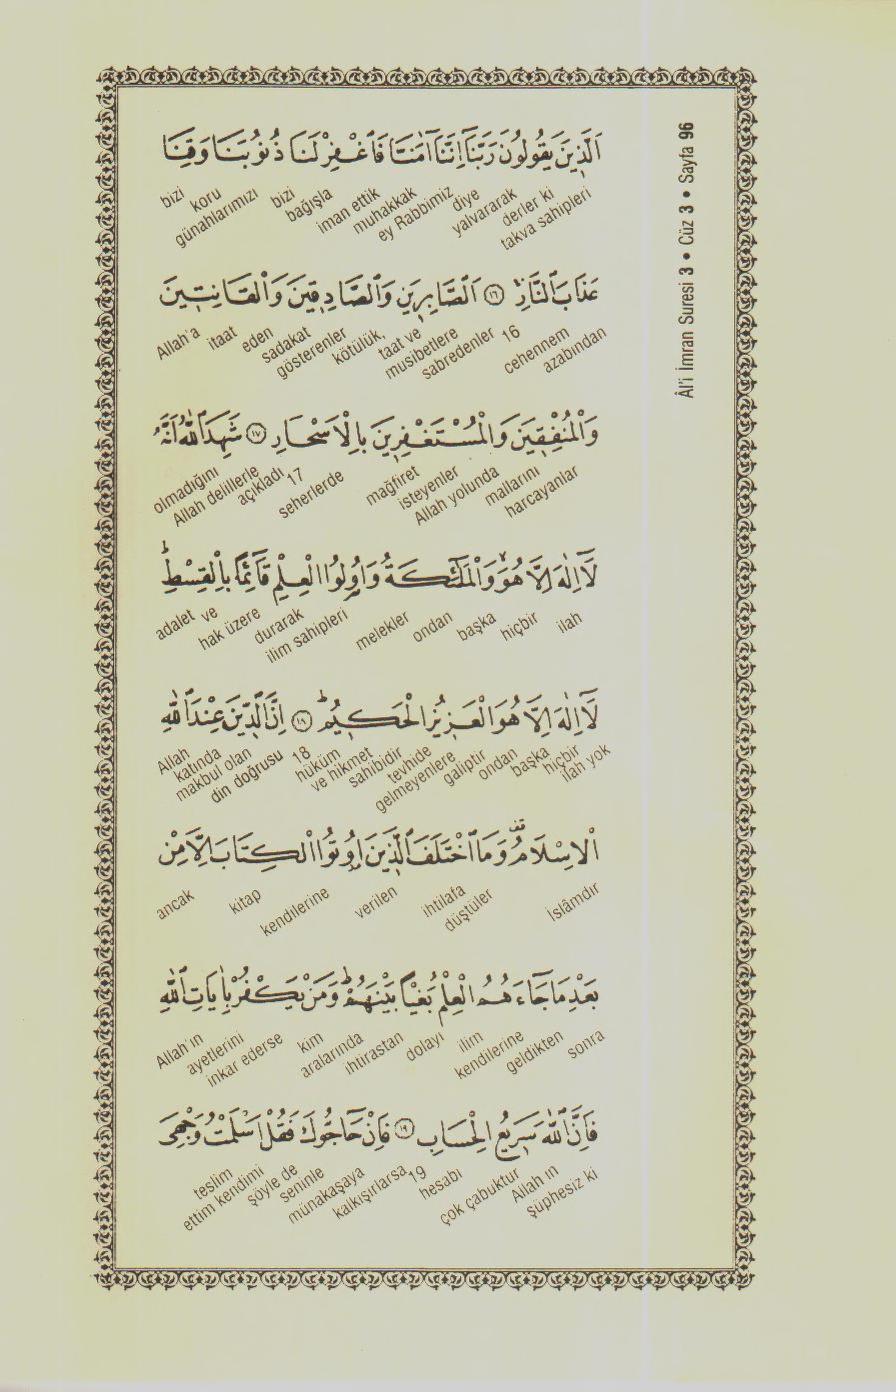 Âl'i İmran Suresi 3 • Cüz 3 • Sayfa 96
اَلَّذِينَ يَقُولُونَ رَبَّنَٓا اِنَّنَٓا اٰمَنَّا فَاغْفِرْ لَنَا ذُنُوبَنَا وَقِنَا
takva sahipleri derler ki yalvararak diye ey Rabbimiz muhakkak iman ettik bağışla bizi günahlarımızı koru bizi
عَذَابَ النَّارِۚ ﴿١٦﴾ اَلصَّابِرِينَ وَالصَّادِقِينَ وَالْقَانِتِينَ
azabından cehennem 16 sabredenler musibetlere taat ve kötülük, gösterenler sadakat eden itaat Allah'a
وَالْمُنْفِقِينَ وَالْمُسْتَغْفِرِينَ بِالْاَسْحَارِ ﴿١٧﴾ شَهِدَ اللّٰهُ اَنَّهُ
harcayanlar mallarını Allah yolunda isteyenler mağfiret seherlerde 17 açıkladı Allah delillerle olmadığını
لَٓا اِلٰهَ اِلَّا هُوَۙ وَالْمَلٰٓئِكَةُ وَاُولُوا الْعِلْمِ قَٓائِمًا بِالْقِسْطِۜ
ilah hiçbir başka ondan melekler ilim sahipleri durarak hak üzere ve adalet
لَٓا اِلٰهَ اِلَّا هُوَ الْعَزِيزُ الْحَكِيمُۜ ﴿١٨﴾ اِنَّ الدِّينَ عِنْدَ اللّٰهِ
ilah yok hiçbir başka ondan galiptir gelmeyenlere tevhide sahibidir ve hikmet hüküm 18 din doğrusu makbul olan katında Allah
الْاِسْلَامُ۠ وَمَا اخْتَلَفَ الَّذِينَ اُو۫تُوا الْكِتَابَ اِلَّا مِنْ
İslâmdır düştüler ihtilafa verilen kendilerine kitap ancak
بَعْدِ مَا جَٓاءَهُمُ الْعِلْمُ بَغْيًا بَيْنَهُمْۜ وَمَنْ يَكْفُرْ بِاٰيَاتِ اللّٰهِ
sonra geldikten kendilerine ilim dolayı ihtirastan aralarında kim inkar ederse ayetlerini Allah'ın
فَاِنَّ اللّٰهَ سَرِيعُ الْحِسَابِ ﴿١٩﴾ فَاِنْ حَٓاجُّوكَ فَقُلْ اَسْلَمْتُ وَجْهِيَ
şüphesiz ki Allah ın çok çabuktur hesabı 19 kalkışırlarsa münakaşaya seninle şöyle de ettim kendimi teslim